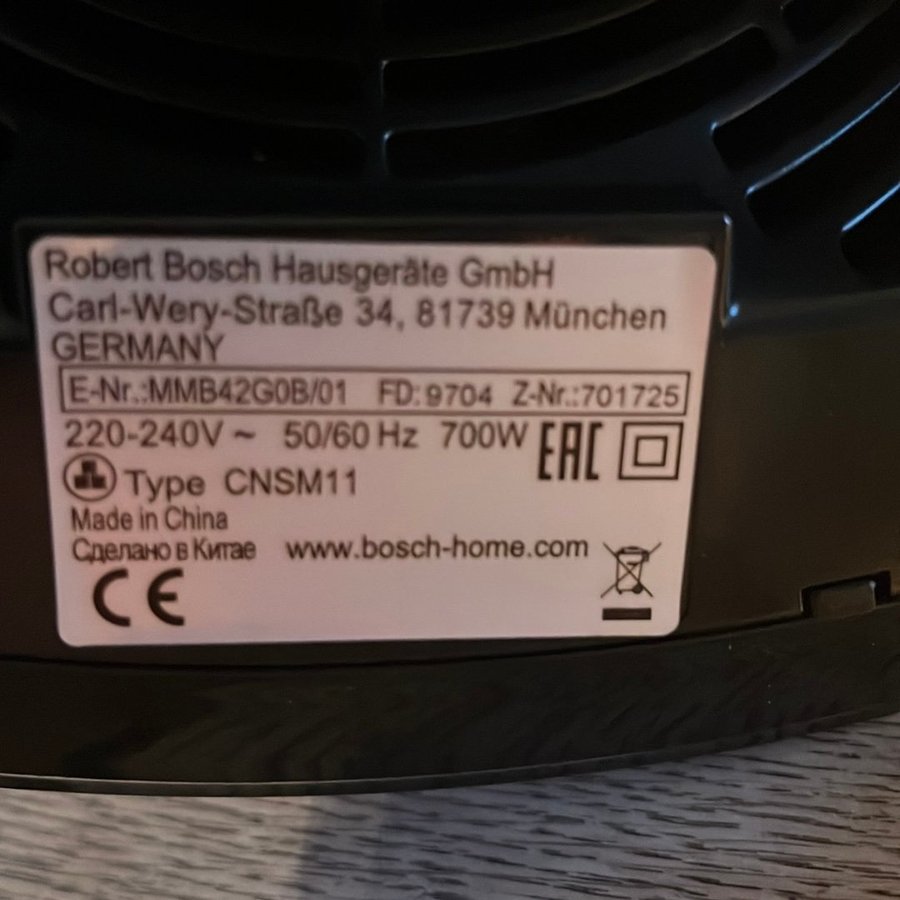 Robert Bosch Hausgeräte GmbH
Carl-Wery-Straße 34, 81739 München
GERMANY
E-Nr.:MMB42G0B/01 FD:9704 Z-Nr.:701725
220-240V ~ 50/60 Hz 700W EAC
Type CNSM11
Made in China
Сделано в Китае www.bosch-home.com
CE